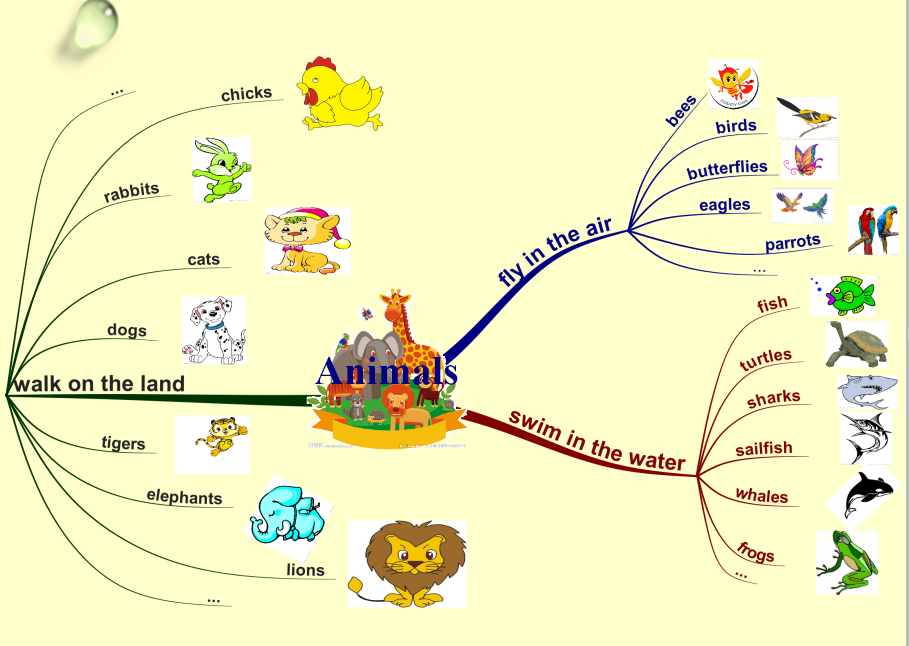 Animals
walk on the land
...
chicks
rabbits
cats
dogs
tigers
elephants
lions
...
fly in the air
bees
birds
butterflies
eagles
parrots
...
swim in the water
fish
turtles
sharks
sailfish
whales
frogs
...